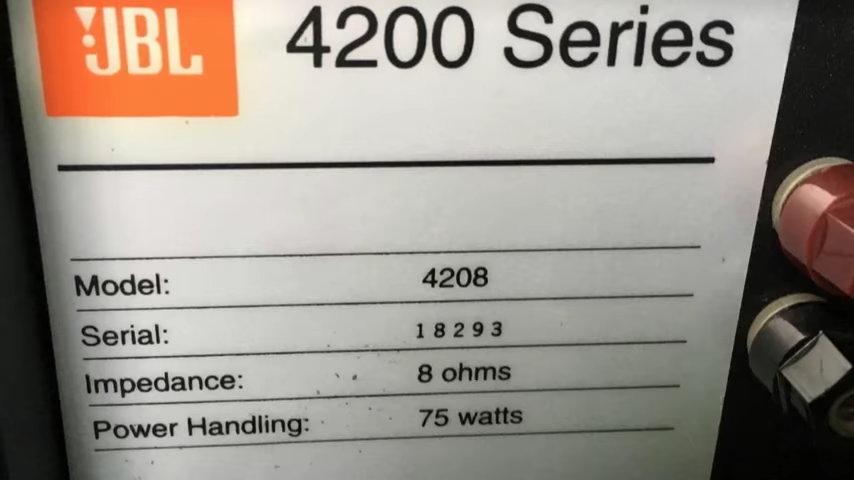 JBL 4200 Series
Model: 4208
Serial: 18293
Impedance: 8 ohms
Power Handling: 75 watts